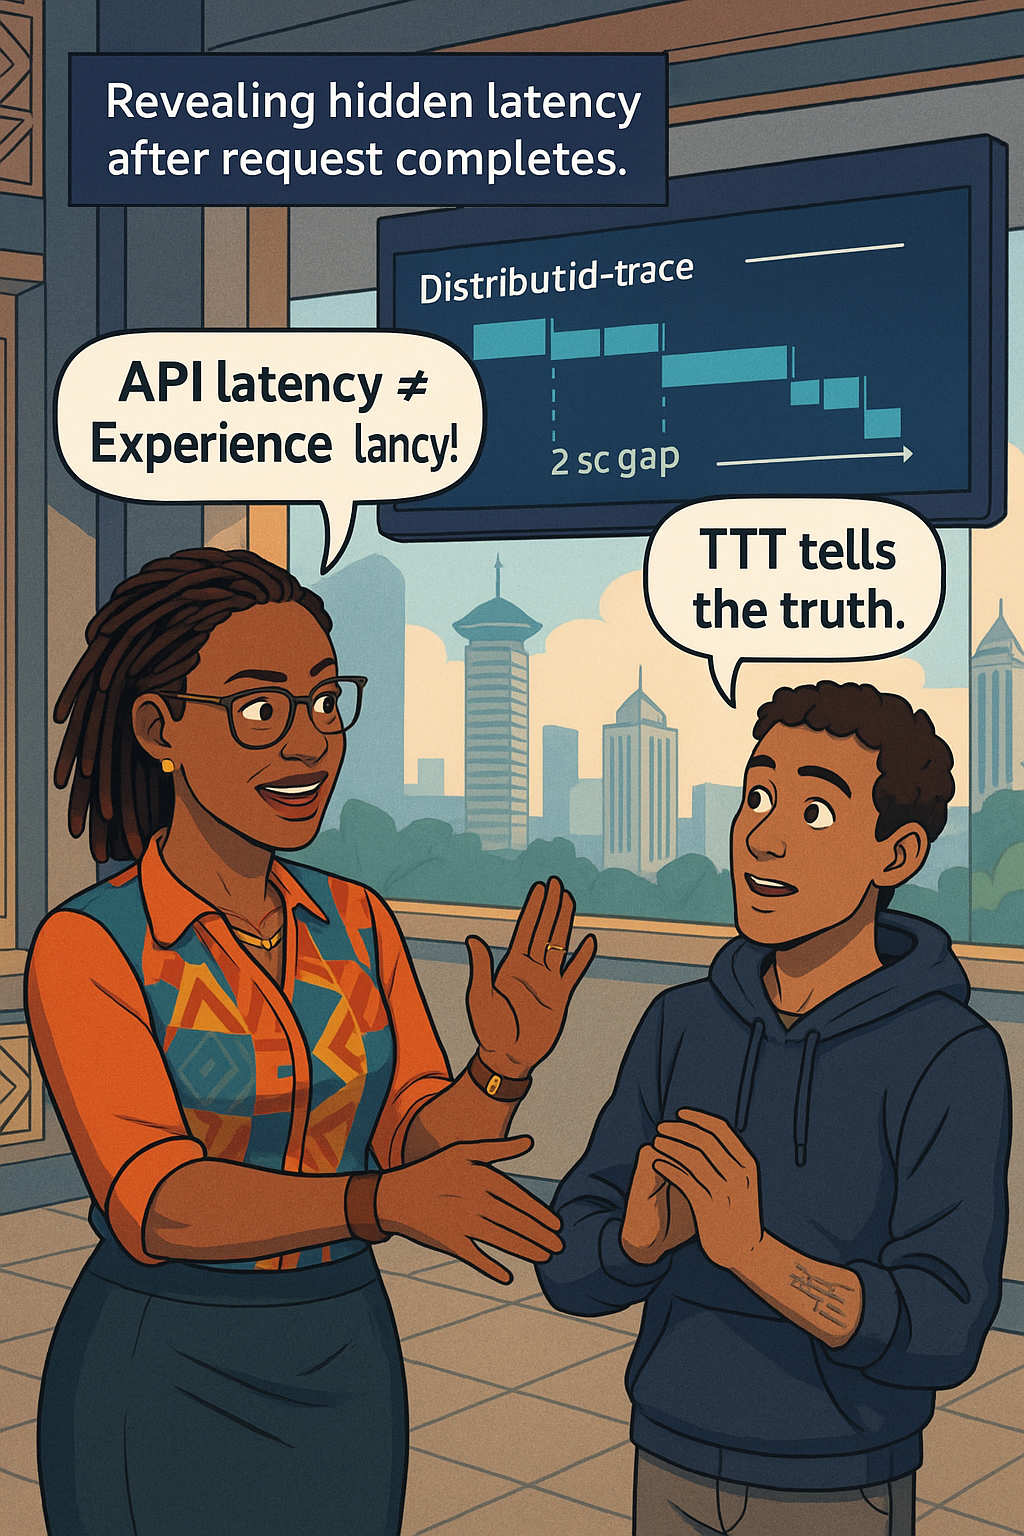 Revealing hidden latency
after request completes.
Distributid-trace
API latency ≠
Experience lancy!
2 sc gap
TTT tells
the truth.